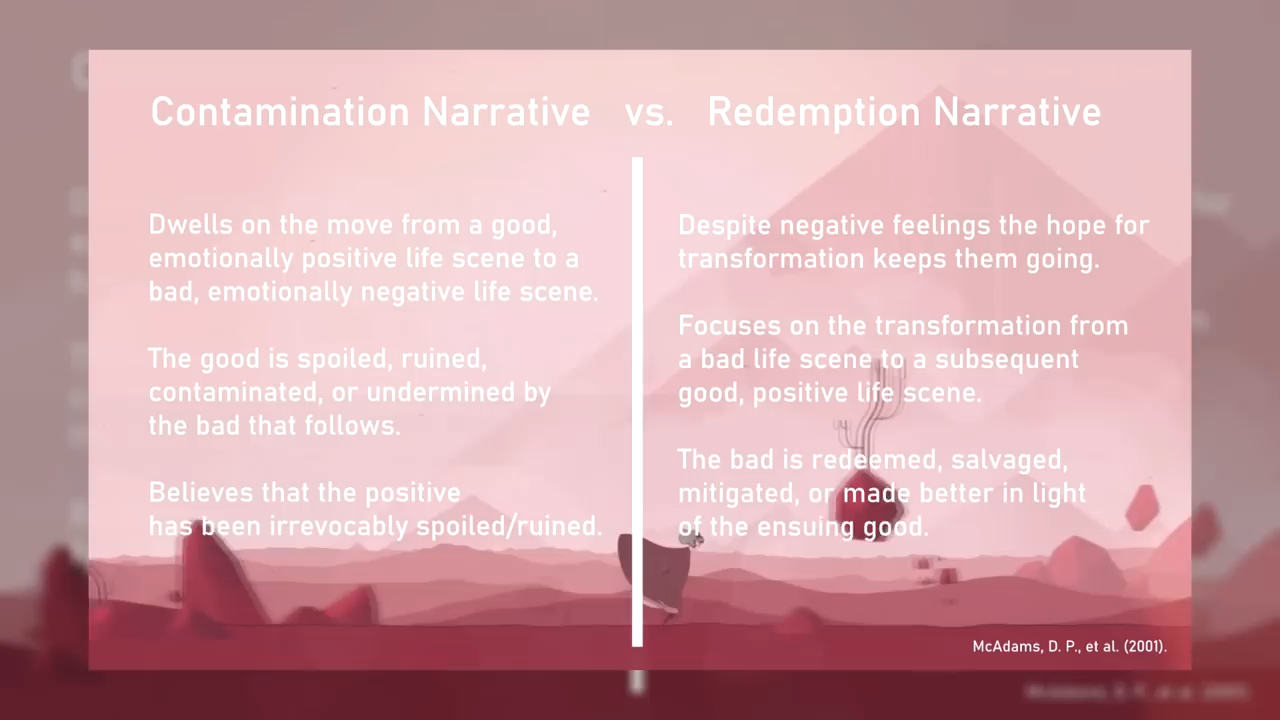 Contamination Narrative vs. Redemption Narrative
Dwells on the move from a good,
emotionally positive life scene to a
bad, emotionally negative life scene.
The good is spoiled, ruined,
contaminated, or undermined by
the bad that follows.
Believes that the positive
has been irrevocably spoiled/ruined.
Despite negative feelings the hope for
transformation keeps them going.
Focuses on the transformation from
a bad life scene to a subsequent
good, positive life scene.
The bad is redeemed, salvaged,
mitigated, or made better in light
of the ensuing good.
McAdams, D. P., et al. (2001).